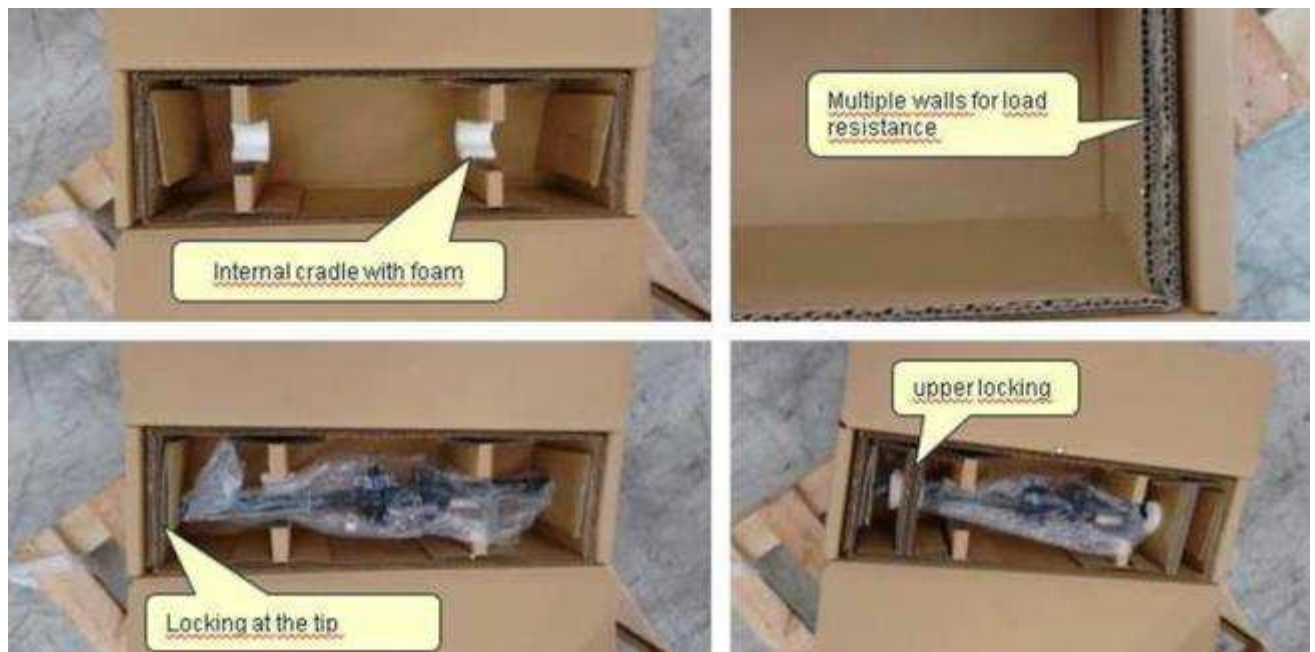 Multiple walls for load
resistance
Internal cradle with foam
upper locking
Locking at the tip